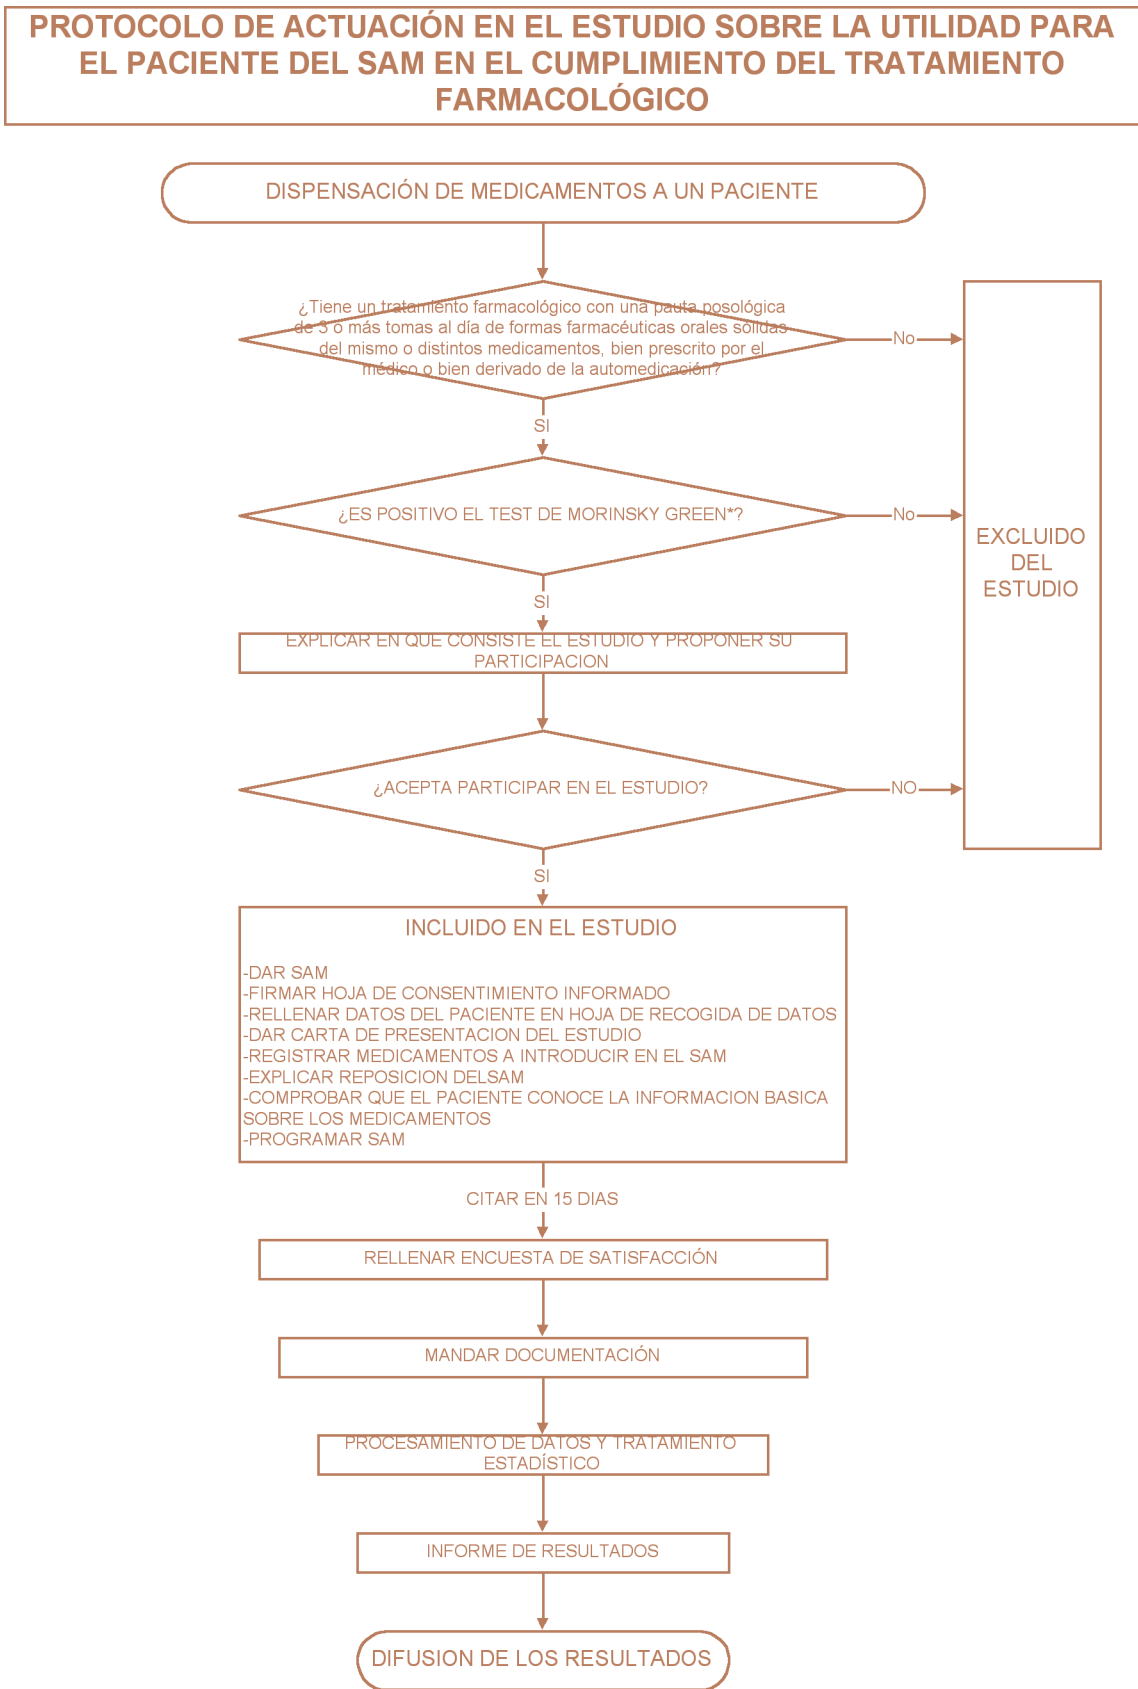 PROTOCOLO DE ACTUACIÓN EN EL ESTUDIO SOBRE LA UTILIDAD PARA
EL PACIENTE DEL SAM EN EL CUMPLIMIENTO DEL TRATAMIENTO
FARMACOLÓGICO
DISPENSACIÓN DE MEDICAMENTOS A UN PACIENTE
¿Tiene un tratamiento farmacológico con una pauta posológica
de 3 o más tomas al día de formas farmacéuticas orales sólidas
del mismo o distintos medicamentos, bien prescrito por el
médico o bien derivado de la automedicación?
No
SI
¿ES POSITIVO EL TEST DE MORINSKY GREEN*?
No
EXCLUIDO
DEL
ESTUDIO
SI
EXPLICAR EN QUE CONSISTE EL ESTUDIO Y PROPONER SU
PARTICIPACION
¿ACEPTA PARTICIPAR EN EL ESTUDIO?
NO
SI
INCLUIDO EN EL ESTUDIO
-DAR SAM
-FIRMAR HOJA DE CONSENTIMIENTO INFORMADO
-RELLENAR DATOS DEL PACIENTE EN HOJA DE RECOGIDA DE DATOS
-DAR CARTA DE PRESENTACION DEL ESTUDIO
-REGISTRAR MEDICAMENTOS A INTRODUCIR EN EL SAM
-EXPLICAR REPOSICION DELSAM
-COMPROBAR QUE EL PACIENTE CONOCE LA INFORMACION BASICA
SOBRE LOS MEDICAMENTOS
-PROGRAMAR SAM
CITAR EN 15 DIAS
RELLENAR ENCUESTA DE SATISFACCIÓN
MANDAR DOCUMENTACIÓN
PROCESAMIENTO DE DATOS Y TRATAMIENTO
ESTADÍSTICO
INFORME DE RESULTADOS
DIFUSION DE LOS RESULTADOS